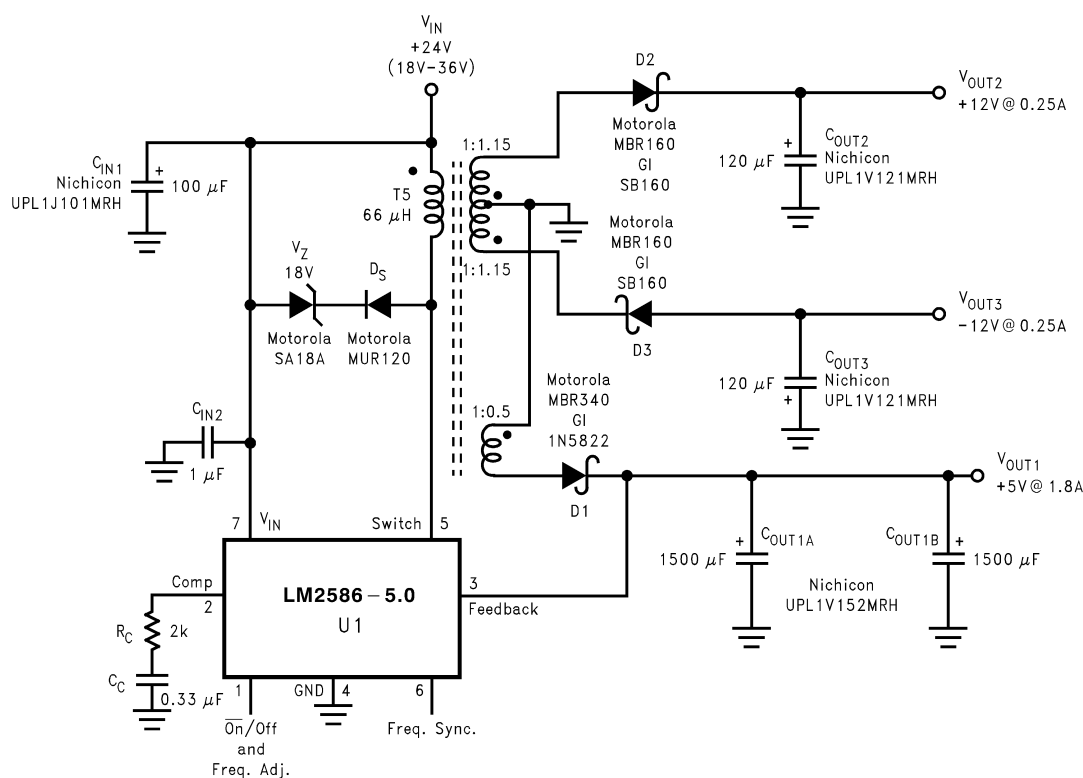 V_IN
+24V
(18V-36V)
C_IN1
Nichicon
UPL1J101MRH
+
100 μF
T5
66 μH
1:1.15
1:1.15
D2
Motorola
MBR160
GI
SB160
V_OUT2
+12V@0.25A
+
120 μF
C_OUT2
Nichicon
UPL1V121MRH
Motorola
MBR160
GI
SB160
D3
V_OUT3
-12V@0.25A
120 μF
+
C_OUT3
Nichicon
UPL1V121MRH
V_Z
18V
D_S
Motorola
SA18A
Motorola
MUR120
C_IN2
1 μF
1:0.5
Motorola
MBR340
GI
1N5822
D1
V_OUT1
+5V@1.8A
+
C_OUT1A
1500 μF
C_OUT1B
+
1500 μF
Nichicon
UPL1V152MRH
7
V_IN
Switch
5
Comp
2
LM2586-5.0
U1
3
Feedback
R_C
2k
C_C
0.33 μF
1
GND
4
6
O̅n̅/Off
and
Freq. Adj.
Freq. Sync.